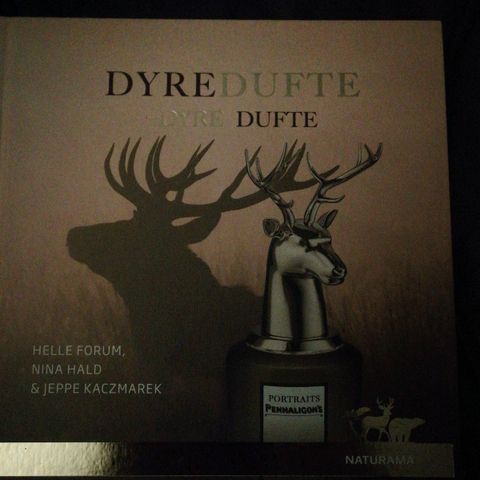 DYREDUFTE
DYRE DUFTE
HELLE FORUM,
NINA HALD
& JEPPE KACZMAREK
PORTRAITS
PENHALIGON'S
NATURAMA